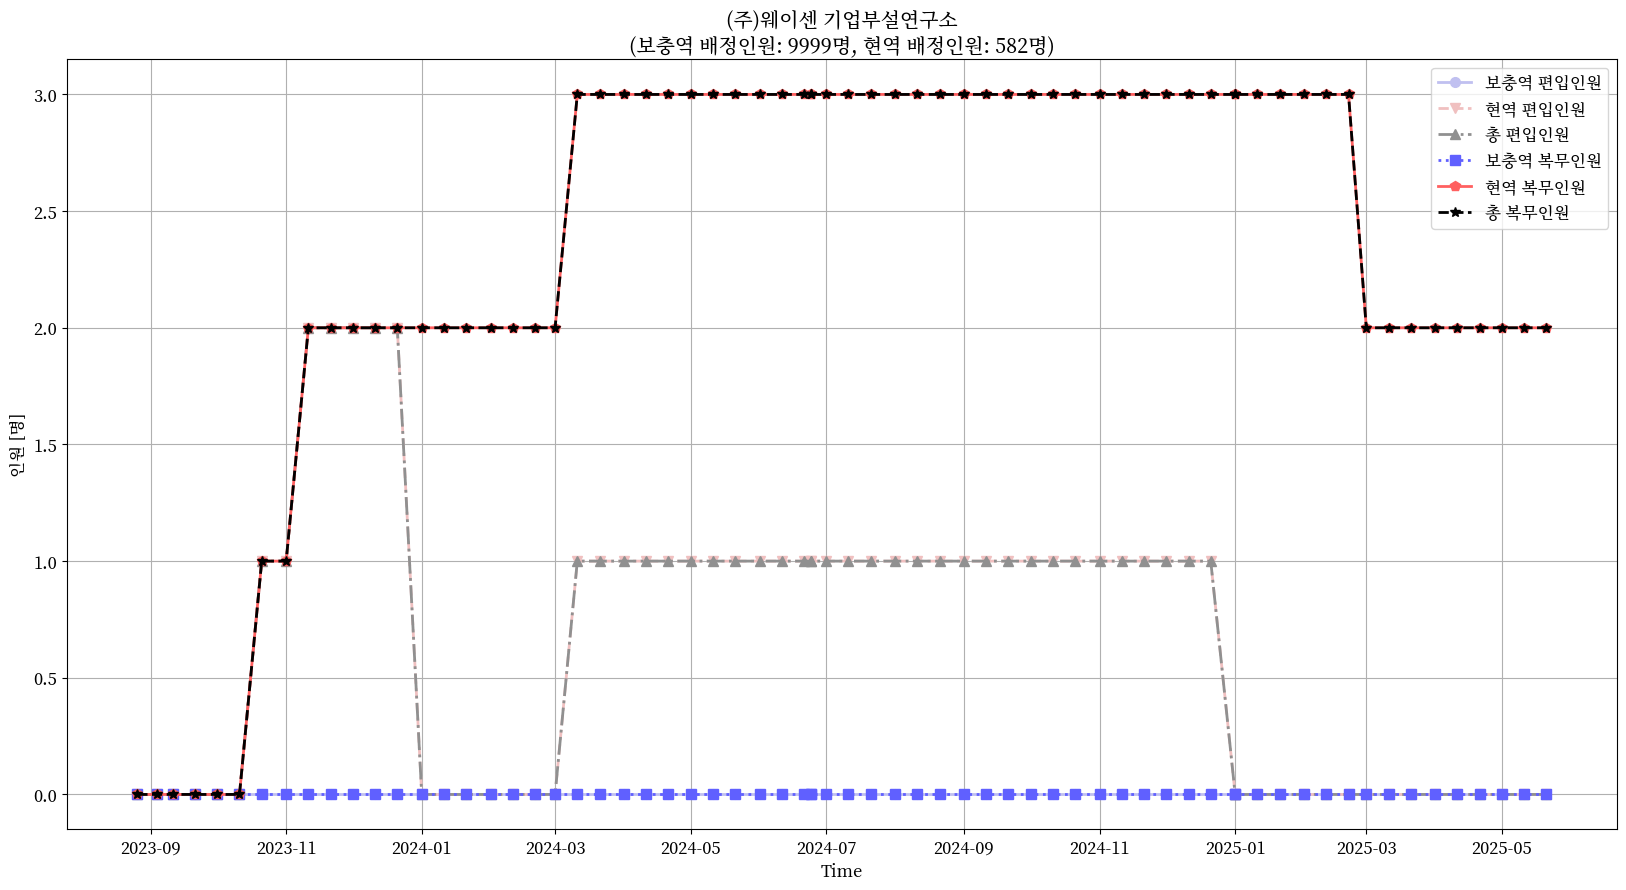 (주)웨이센 기업부설연구소
(보충역 배정인원: 9999명, 현역 배정인원: 582명)
보충역 편입인원
현역 편입인원
총 편입인원
보충역 복무인원
현역 복무인원
총 복무인원
인원 [명]
3.0
2.5
2.0
1.5
1.0
0.5
0.0
2023-09 2023-11 2024-01 2024-03 2024-05 2024-07 2024-09 2024-11 2025-01 2025-03 2025-05
Time